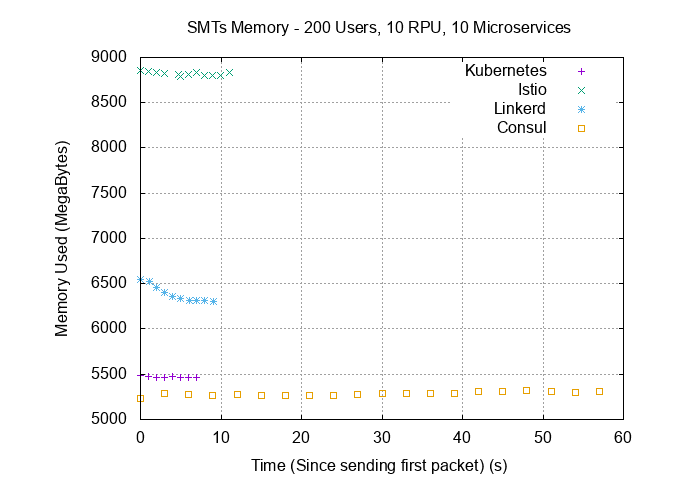 SMTs Memory - 200 Users, 10 RPU, 10 Microservices
9000
8500
8000
7500
7000
6500
6000
5500
5000
Memory Used (MegaBytes)
Kubernetes
Istio
Linkerd
Consul
0 10 20 30 40 50 60
Time (Since sending first packet) (s)